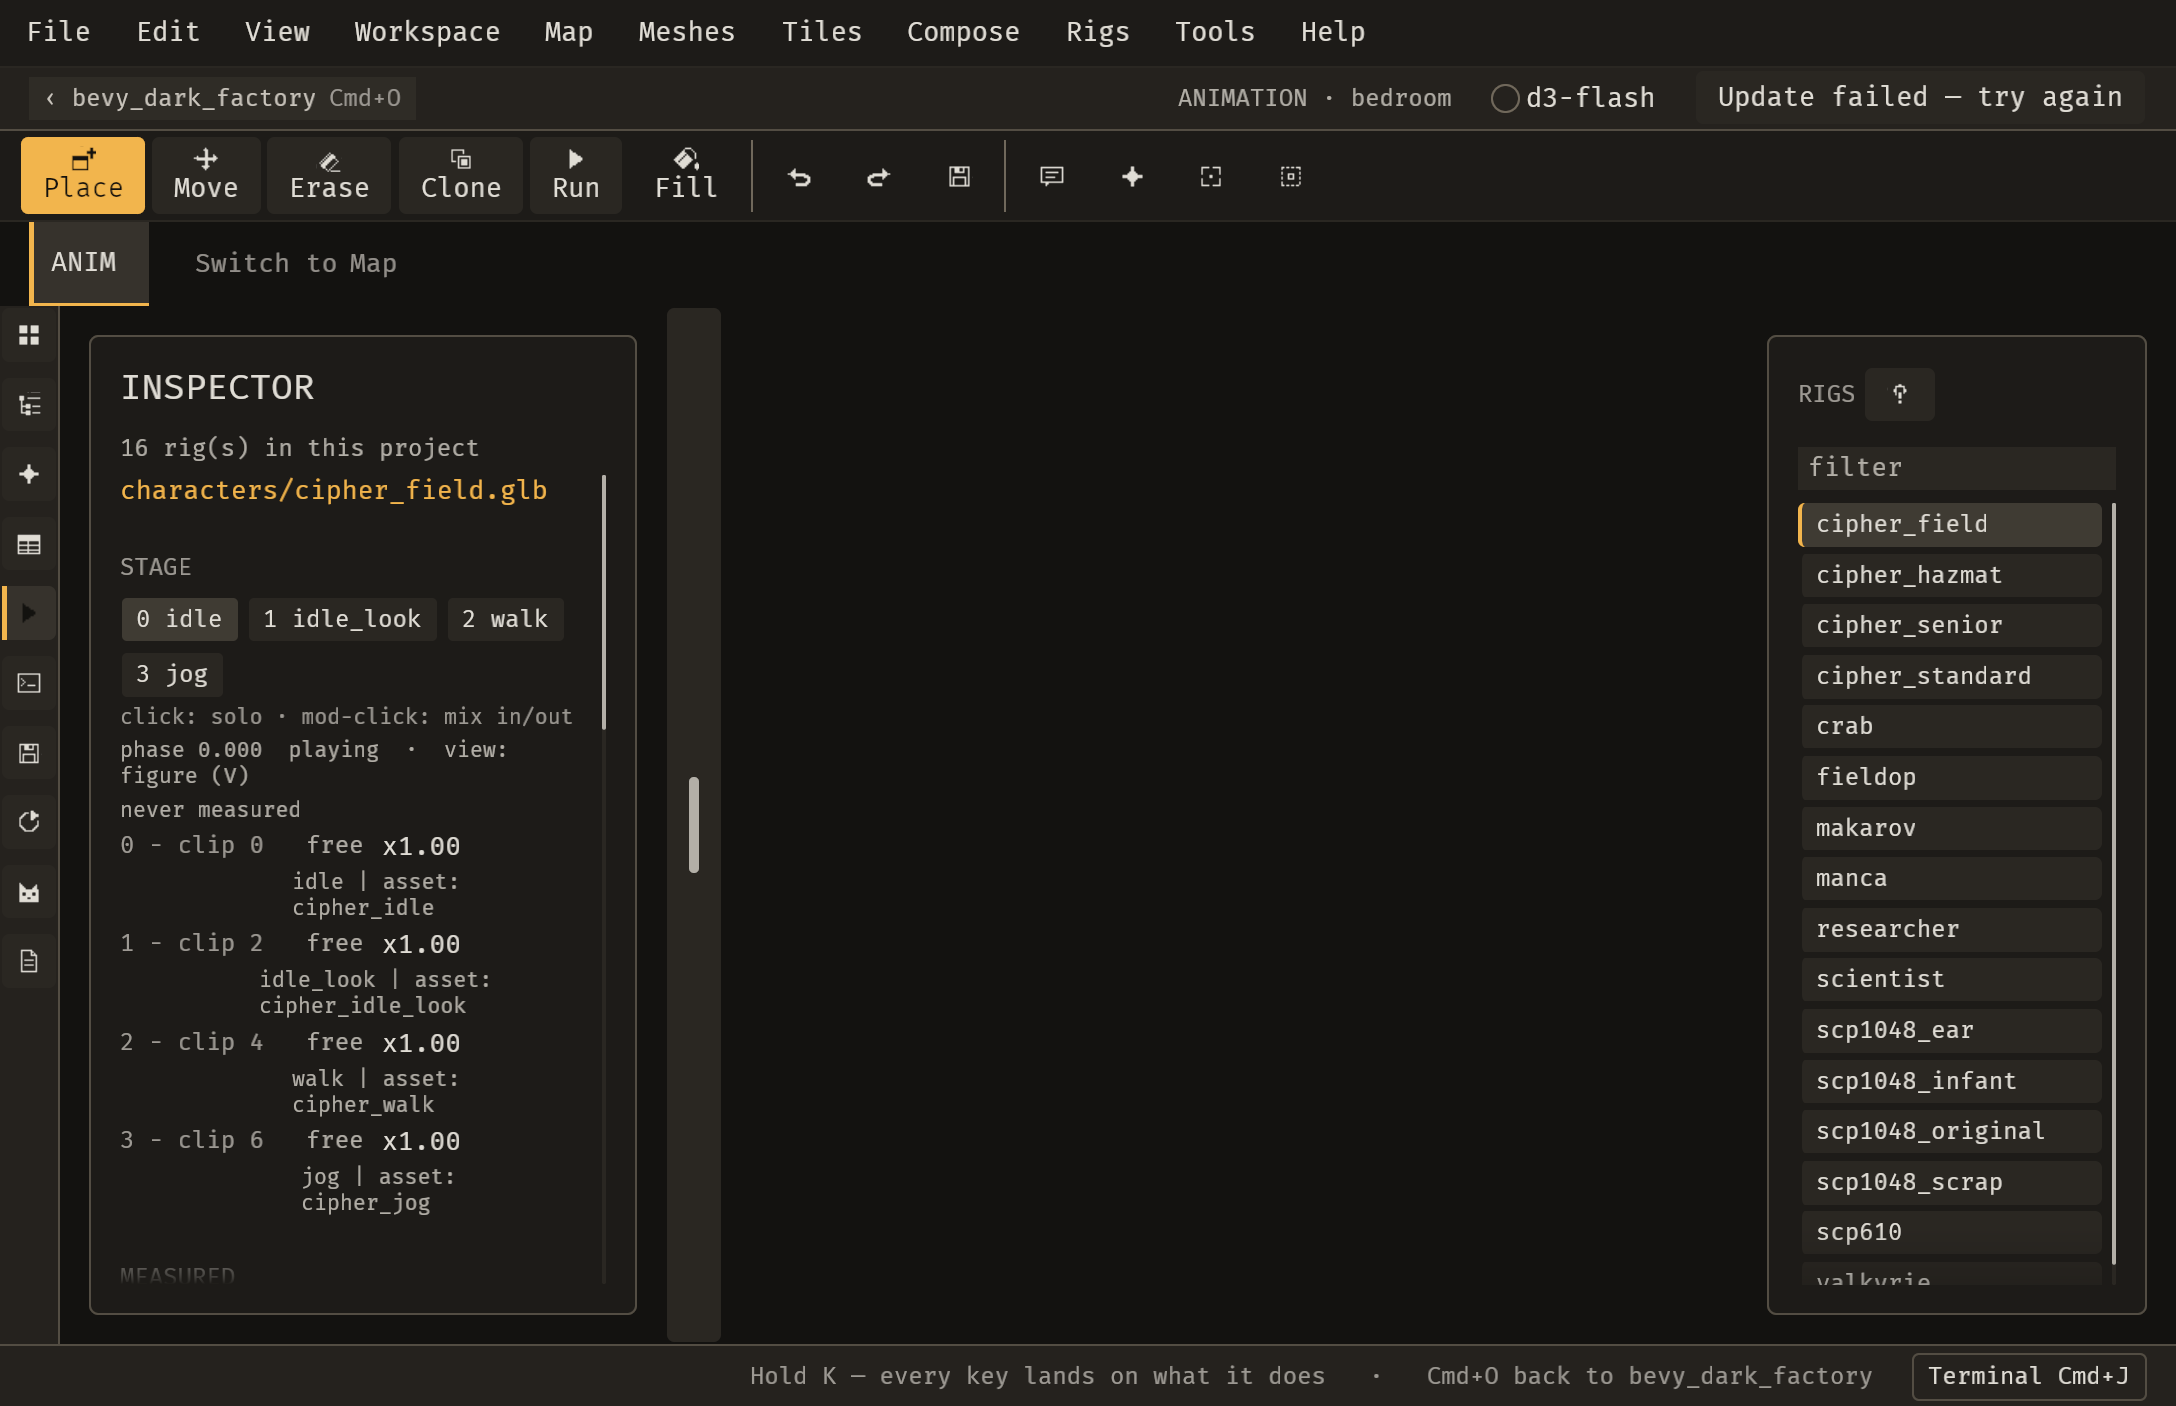 File Edit View Workspace Map Meshes Tiles Compose Rigs Tools Help
‹ bevy_dark_factory Cmd+O
ANIMATION · bedroom
d3-flash
Update failed — try again
Place Move Erase Clone Run Fill
ANIM
Switch to Map
INSPECTOR
16 rig(s) in this project
characters/cipher_field.glb
STAGE
0 idle 1 idle_look 2 walk
3 jog
click: solo · mod-click: mix in/out
phase 0.000 playing · view:
figure (V)
never measured
0 - clip 0 free x1.00
idle | asset:
cipher_idle
1 - clip 2 free x1.00
idle_look | asset:
cipher_idle_look
2 - clip 4 free x1.00
walk | asset:
cipher_walk
3 - clip 6 free x1.00
jog | asset:
cipher_jog
MEASURED
RIGS
filter
cipher_field
cipher_hazmat
cipher_senior
cipher_standard
crab
fieldop
makarov
manca
researcher
scientist
scp1048_ear
scp1048_infant
scp1048_original
scp1048_scrap
scp610
valkyrie
Hold K — every key lands on what it does · Cmd+O back to bevy_dark_factory
Terminal Cmd+J